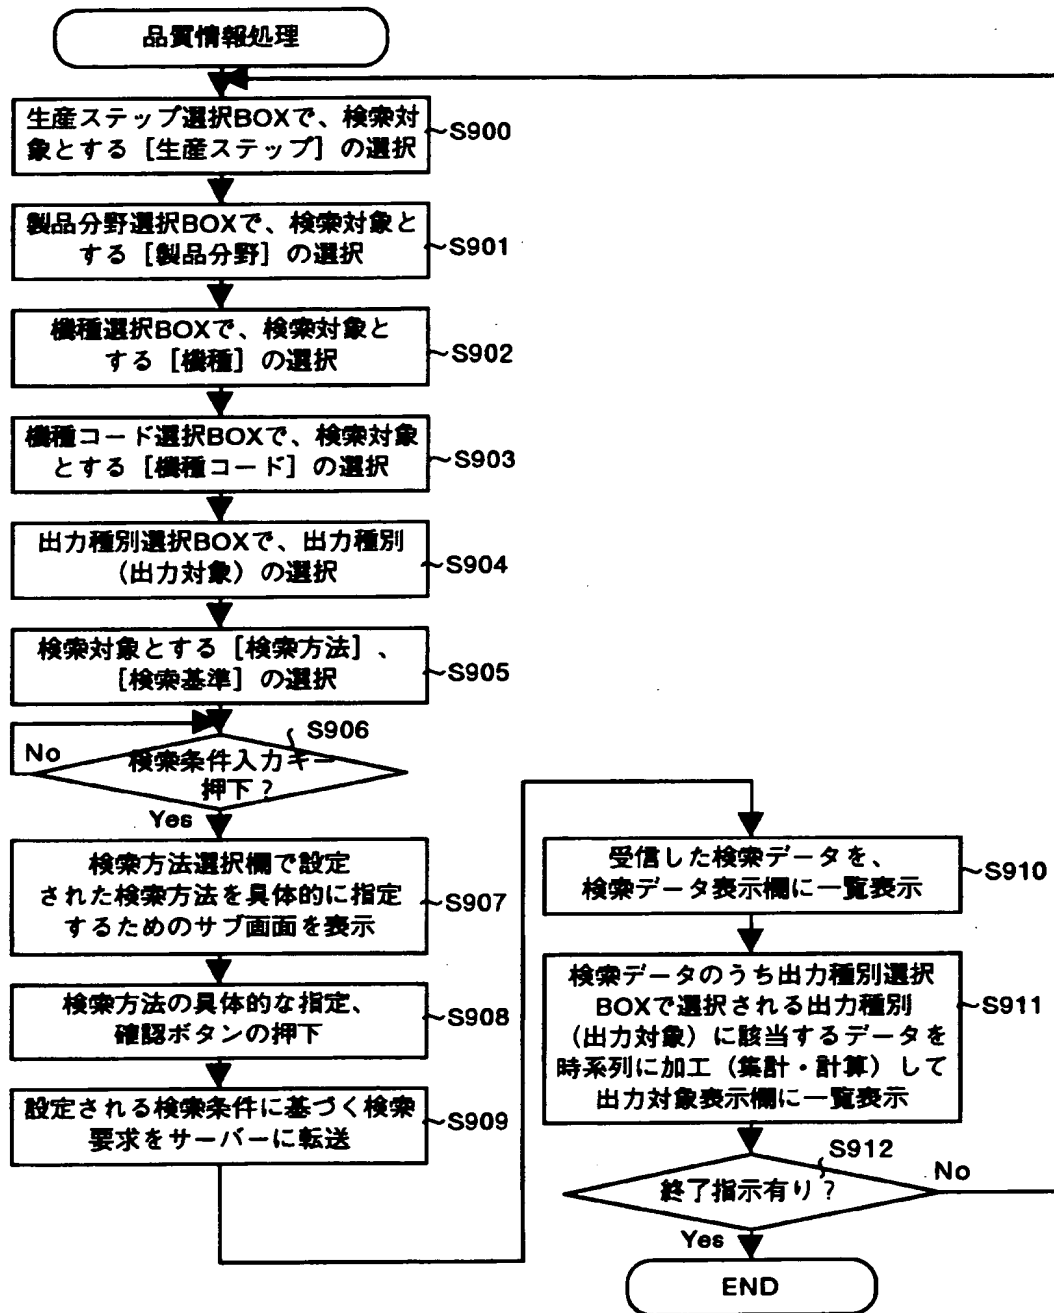 品質情報処理
生産ステップ選択BOXで、検索対
象とする［生産ステップ］の選択
~S900
製品分野選択BOXで、検索対象と
する［製品分野］の選択
~S901
機種選択BOXで、検索対象と
する［機種］の選択
~S902
機種コード選択BOXで、検索対象
とする［機種コード］の選択
~S903
出力種別選択BOXで、出力種別
（出力対象）の選択
~S904
検索対象とする［検索方法］、
［検索基準］の選択
~S905
S906
No
検索条件入力キー
押下？
Yes
検索方法選択欄で設定
された検索方法を具体的に指定
するためのサブ画面を表示
~S907
検索方法の具体的な指定、
確認ボタンの押下
~S908
設定される検索条件に基づく検索
要求をサーバーに転送
~S909
受信した検索データを、
検索データ表示欄に一覧表示
~S910
検索データのうち出力種別選択
BOXで選択される出力種別
（出力対象）に該当するデータを
時系列に加工（集計・計算）して
出力対象表示欄に一覧表示
~S911
S912
終了指示有り？
No
Yes
END